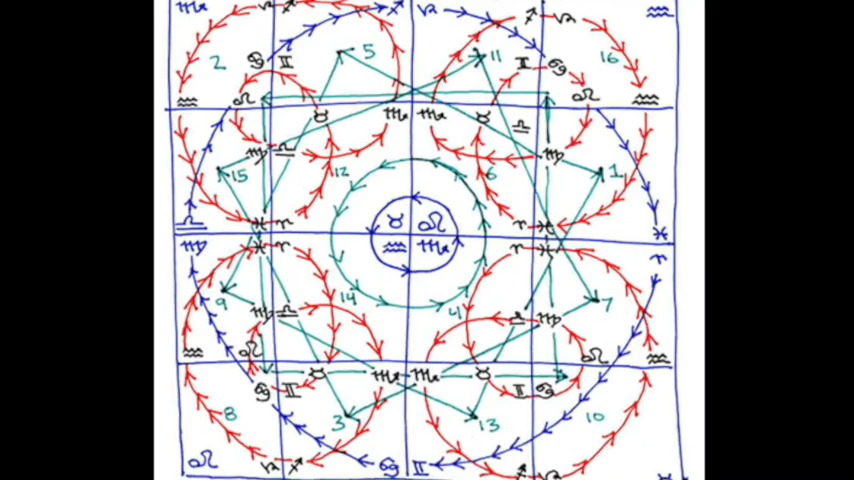 ♏ ♑ ♐ ♐ ♑ ♐ ♑ ♒
2 ♋ ♊ 5 11 ♊ ♋ 16
♒ ♌ ♉ ♏ ♏ ♉ ♎ ♌ ♒
♍ ♎ ♍
15 12 6 1
♎ ♓ ♈ ♉ ♌ ♈ ♓ ♓
♍ ♓ ♈ ♒ ♏ ♈ ♓ ♈
9 14 4 7
♍ ♎ ♎ ♍
♒ ♌ ♌ ♒
♉ ♏ ♏ ♉
♋ ♊ ♊ ♋
8 3 13 10
♌ ♑ ♐ ♋ ♊ ♐ ♑